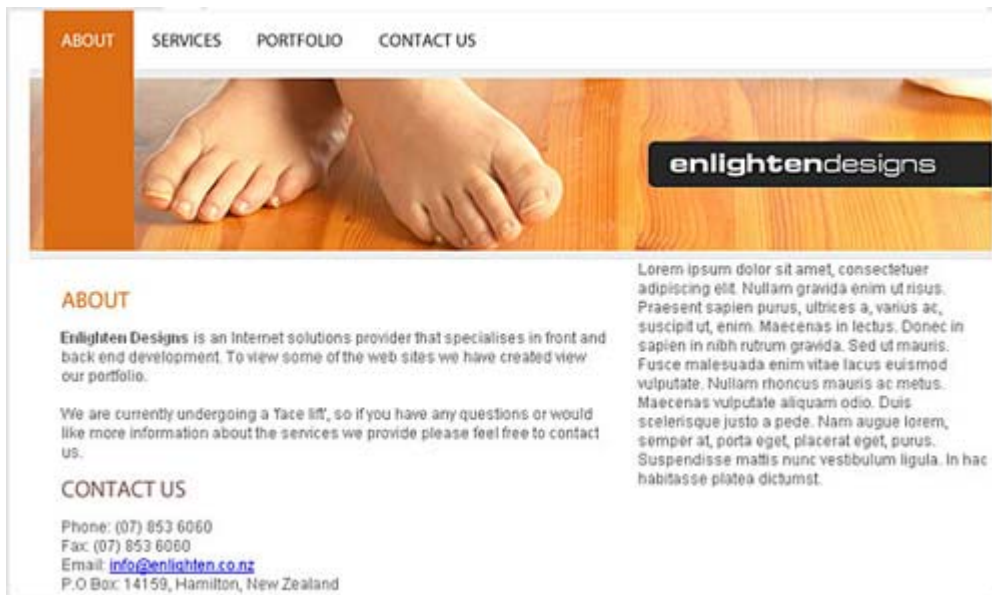 ABOUT SERVICES PORTFOLIO CONTACT US
enlightendesigns
ABOUT
Enlighten Designs is an Internet solutions provider that specialises in front and
back end development. To view some of the web sites we have created view
our portfolio.
We are currently undergoing a 'face lift', so if you have any questions or would
like more information about the services we provide please feel free to contact
us.
CONTACT US
Phone: (07) 853 6060
Fax: (07) 853 6060
Email: info@enlighten.co.nz
P.O Box: 14159, Hamilton, New Zealand
Lorem ipsum dolor sit amet, consectetuer
adipiscing elit. Nullam gravida enim ut risus.
Praesent sapien purus, ultrices a, varius ac,
suscipit ut, enim. Maecenas in lectus. Donec in
sapien in nibh rutrum gravida. Sed ut mauris.
Fusce malesuada enim vitae lacus euismod
vulputate. Nullam rhoncus mauris ac metus.
Maecenas vulputate aliquam odio. Duis
scelerisque justo a pede. Nam augue lorem,
semper at, porta eget, placerat eget, purus.
Suspendisse mattis nunc vestibulum ligula. In hac
habitasse platea dictumst.